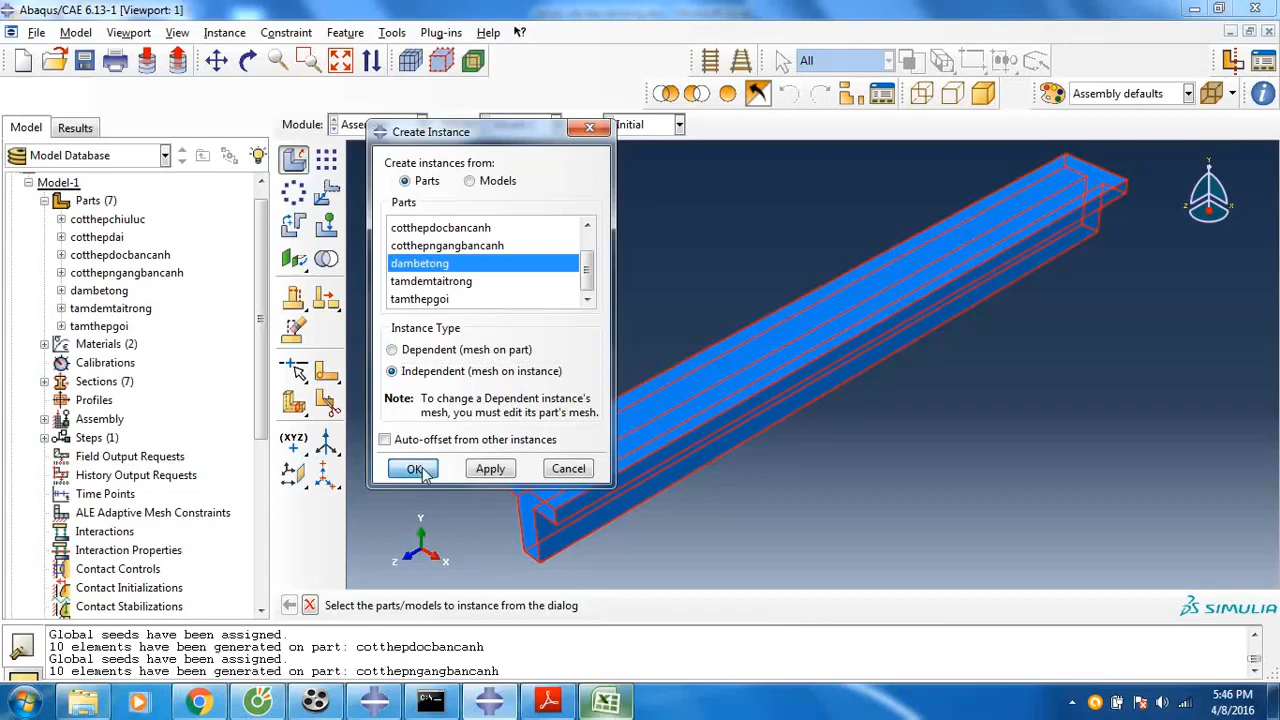 Abaqus/CAE 6.13-1 [Viewport: 1]
File Model Viewport View Instance Constraint Feature Tools Plug-ins Help
All
Assembly defaults
Model Results
Module: Initial
Model Database
Model-1
Parts (7)
cotthepchiuluc
cotthepdai
cotthepdocbancanh
cotthepngangbancanh
dambetong
tamdemtaitrong
tamthepgoi
Materials (2)
Calibrations
Sections (7)
Profiles
Assembly
Steps (1)
Field Output Requests
History Output Requests
Time Points
ALE Adaptive Mesh Constraints
Interactions
Interaction Properties
Contact Controls
Contact Initializations
Contact Stabilizations
Create Instance
Create instances from:
Parts Models
Parts
cotthepdocbancanh
cotthepngangbancanh
dambetong
tamdemtaitrong
tamthepgoi
Instance Type
Dependent (mesh on part)
Independent (mesh on instance)
Note: To change a Dependent instance's
mesh, you must edit its part's mesh.
Auto-offset from other instances
OK Apply Cancel
(XYZ)
Y
Z X
Y
Z X
Select the parts/models to instance from the dialog
SIMULIA
Global seeds have been assigned.
10 elements have been generated on part: cotthepdocbancanh
Global seeds have been assigned.
10 elements have been generated on part: cotthepngangbancanh
5:46 PM
4/8/2016